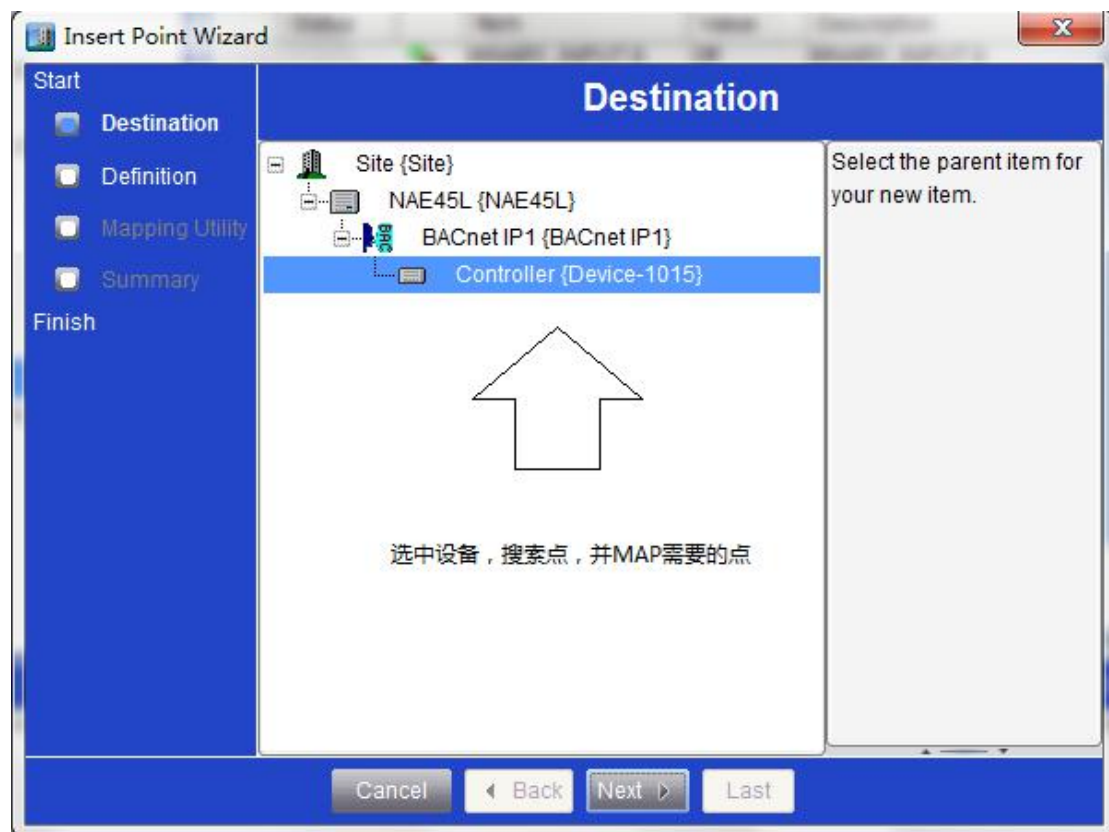 Insert Point Wizard
Start
Destination
Definition
Mapping Utility
Summary
Finish
Destination
Site {Site}
NAE45L {NAE45L}
BAC
BACnet IP1 {BACnet IP1}
Controller {Device-1015}
选中设备，搜索点，并MAP需要的点
Select the parent item for
your new item.
Cancel
Back
Next
Last